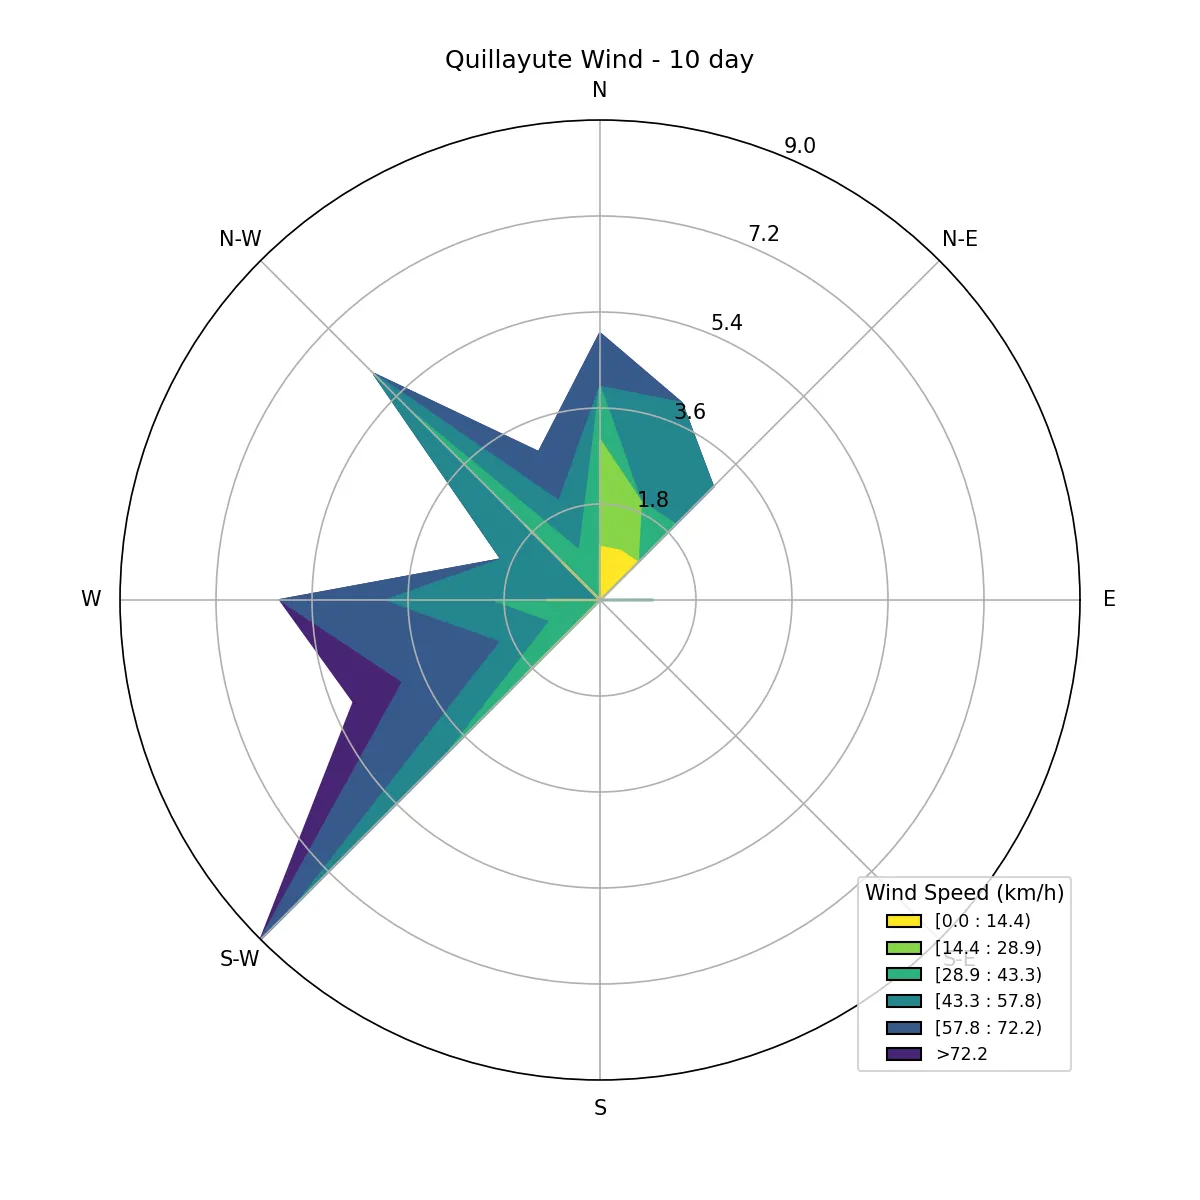 Quillayute Wind - 10 day
N
9.0
N-W
7.2
N-E
5.4
3.6
1.8
W
E
S-W
S-E
S
Wind Speed (km/h)
[0.0 : 14.4)
[14.4 : 28.9)
[28.9 : 43.3)
[43.3 : 57.8)
[57.8 : 72.2)
>72.2